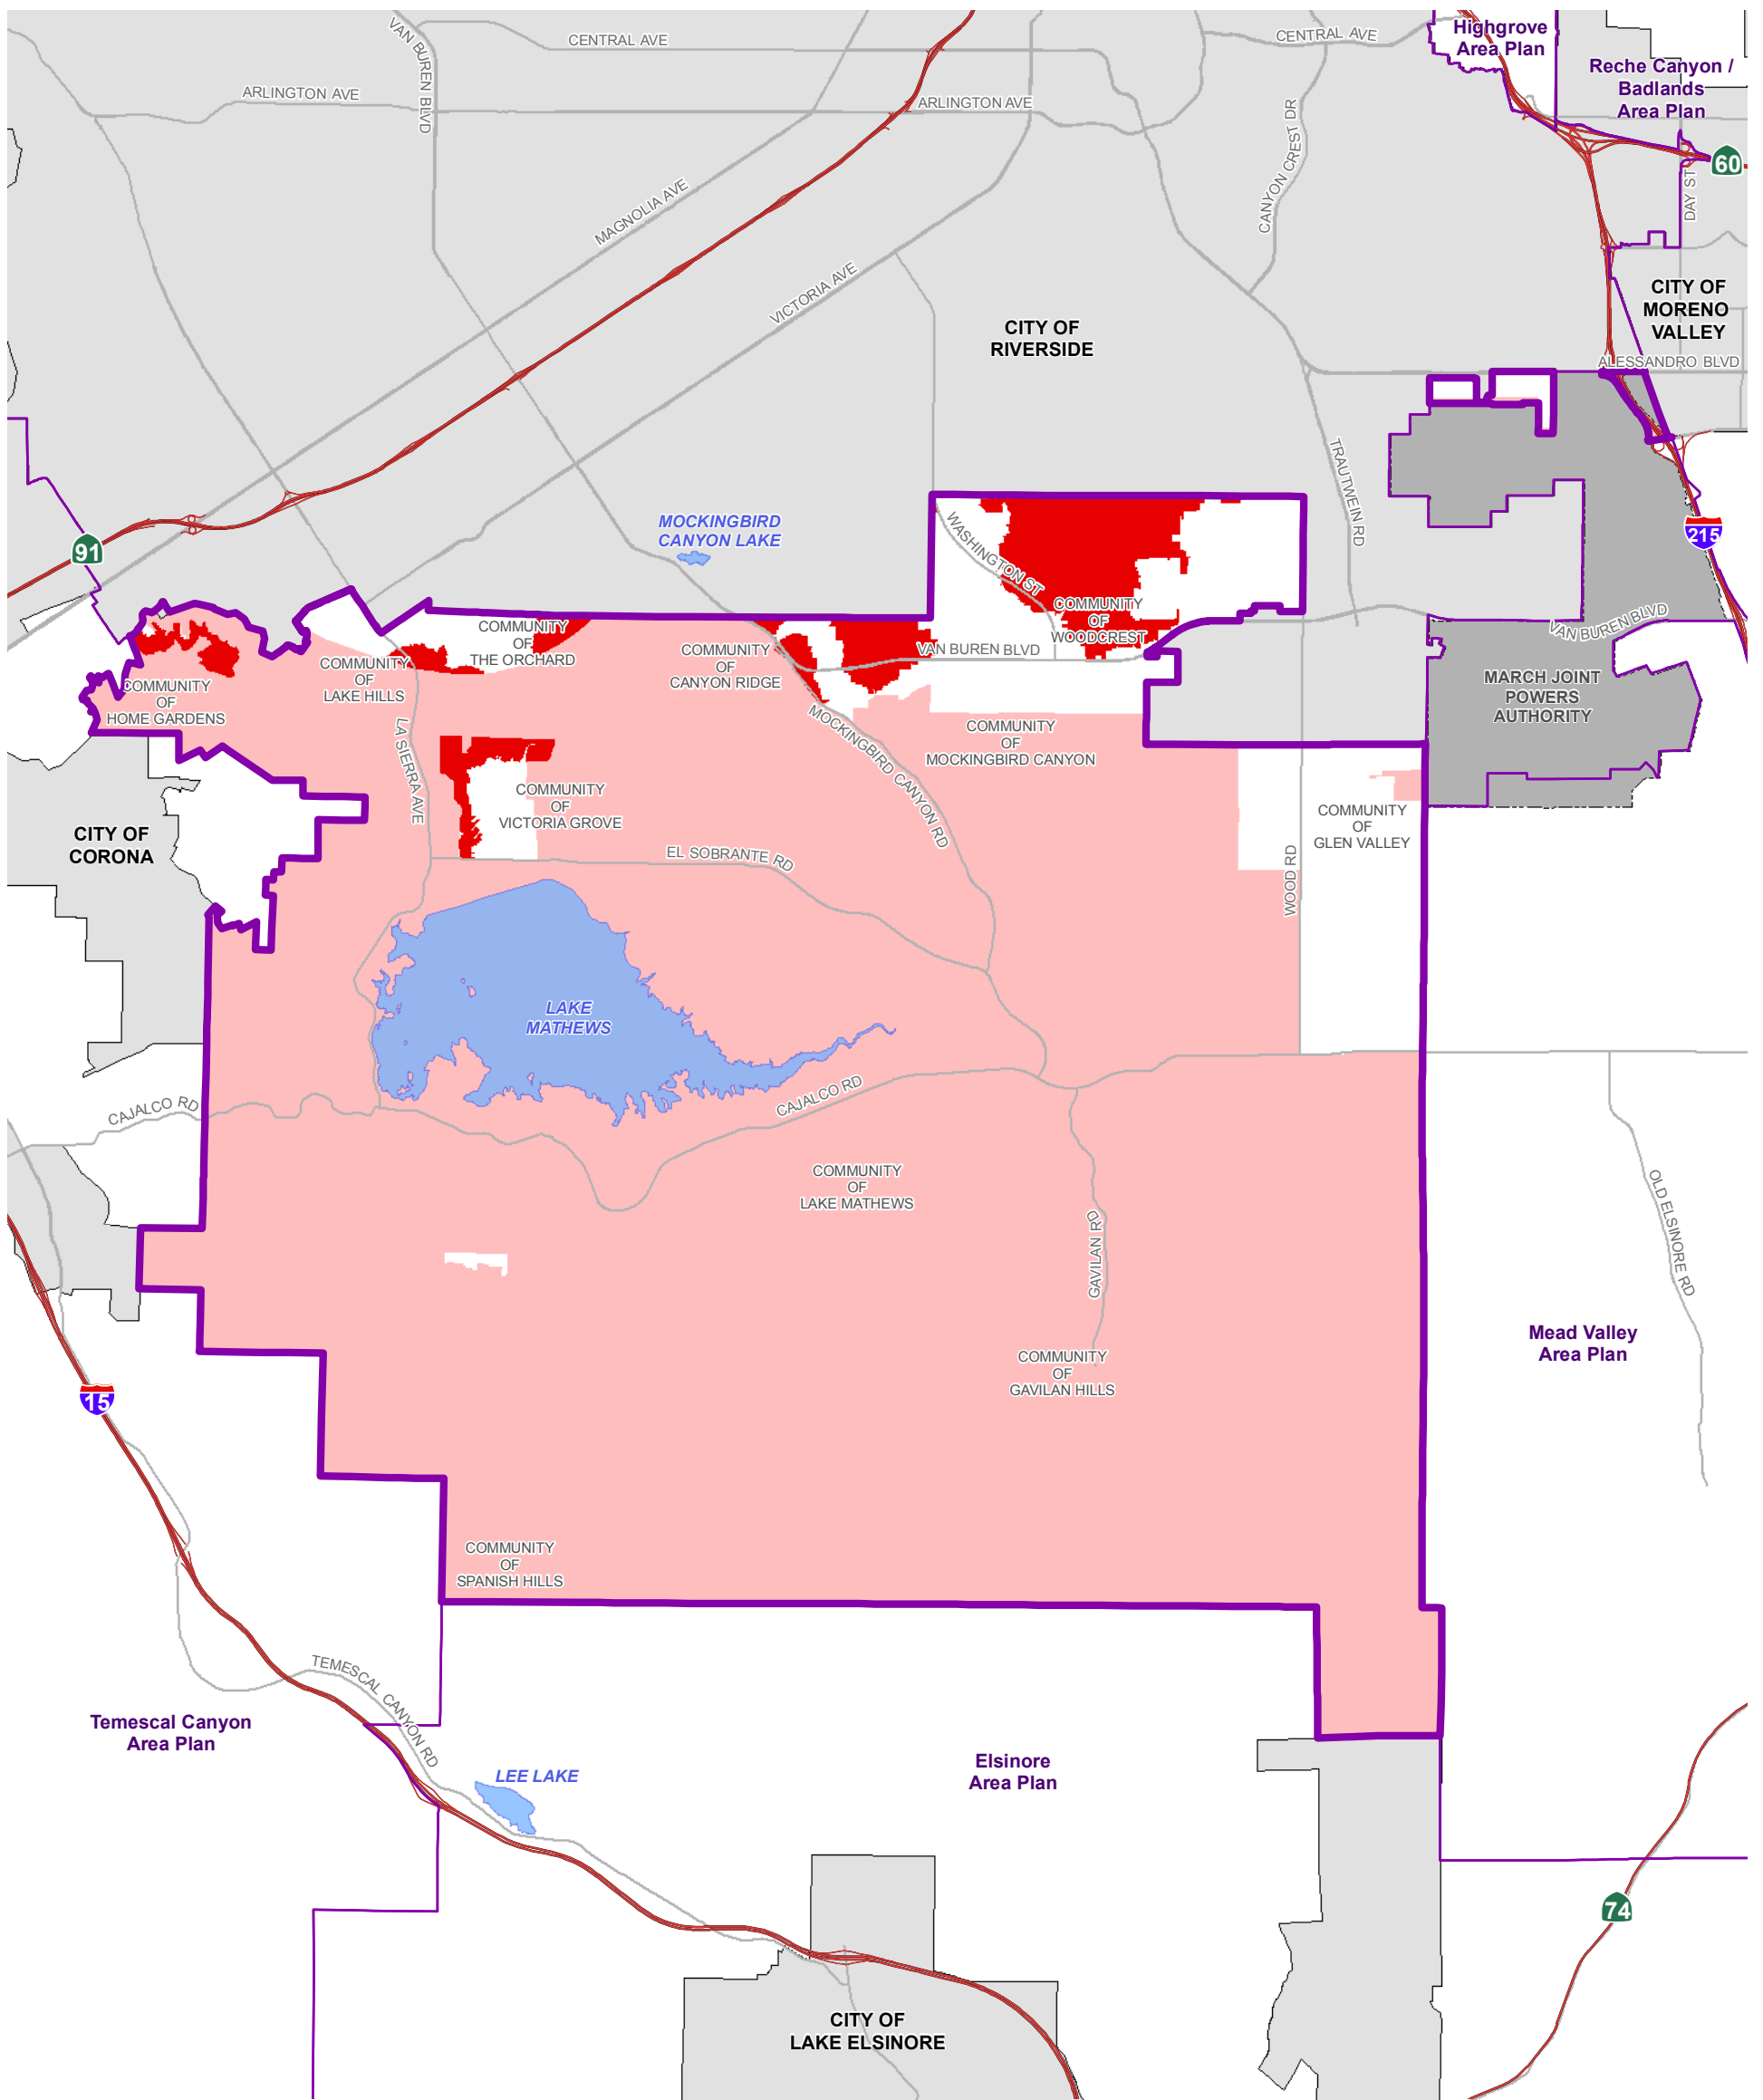 VAN BUREN BLVD
CENTRAL AVE
CENTRAL AVE
Highgrove
Area Plan
Reche Canyon /
Badlands
Area Plan
ARLINGTON AVE
ARLINGTON AVE
CANYON CREST DR
60
DAY ST
MAGNOLIA AVE
VICTORIA AVE
CITY OF
RIVERSIDE
CITY OF
MORENO
VALLEY
ALESSANDRO BLVD
TRAUTWEIN RD
91
MOCKINGBIRD
CANYON LAKE
WASHINGTON ST
215
COMMUNITY
OF
WOODCREST
VAN BUREN BLVD
COMMUNITY
OF
THE ORCHARD
COMMUNITY
OF
LAKE HILLS
COMMUNITY
OF
CANYON RIDGE
VAN BUREN BLVD
COMMUNITY
OF
HOME GARDENS
MARCH JOINT
POWERS
AUTHORITY
LA SIERRA AVE
MOCKINGBIRD CANYON RD
COMMUNITY
OF
MOCKINGBIRD CANYON
COMMUNITY
OF
VICTORIA GROVE
COMMUNITY
OF
GLEN VALLEY
CITY OF
CORONA
EL SOBRANTE RD
WOOD RD
LAKE
MATHEWS
CAJALCO RD
CAJALCO RD
COMMUNITY
OF
LAKE MATHEWS
GAVILAN RD
OLD ELSINORE RD
Mead Valley
Area Plan
COMMUNITY
OF
GAVILAN HILLS
15
COMMUNITY
OF
SPANISH HILLS
TEMESCAL CANYON RD
Temescal Canyon
Area Plan
LEE LAKE
Elsinore
Area Plan
74
CITY OF
LAKE ELSINORE